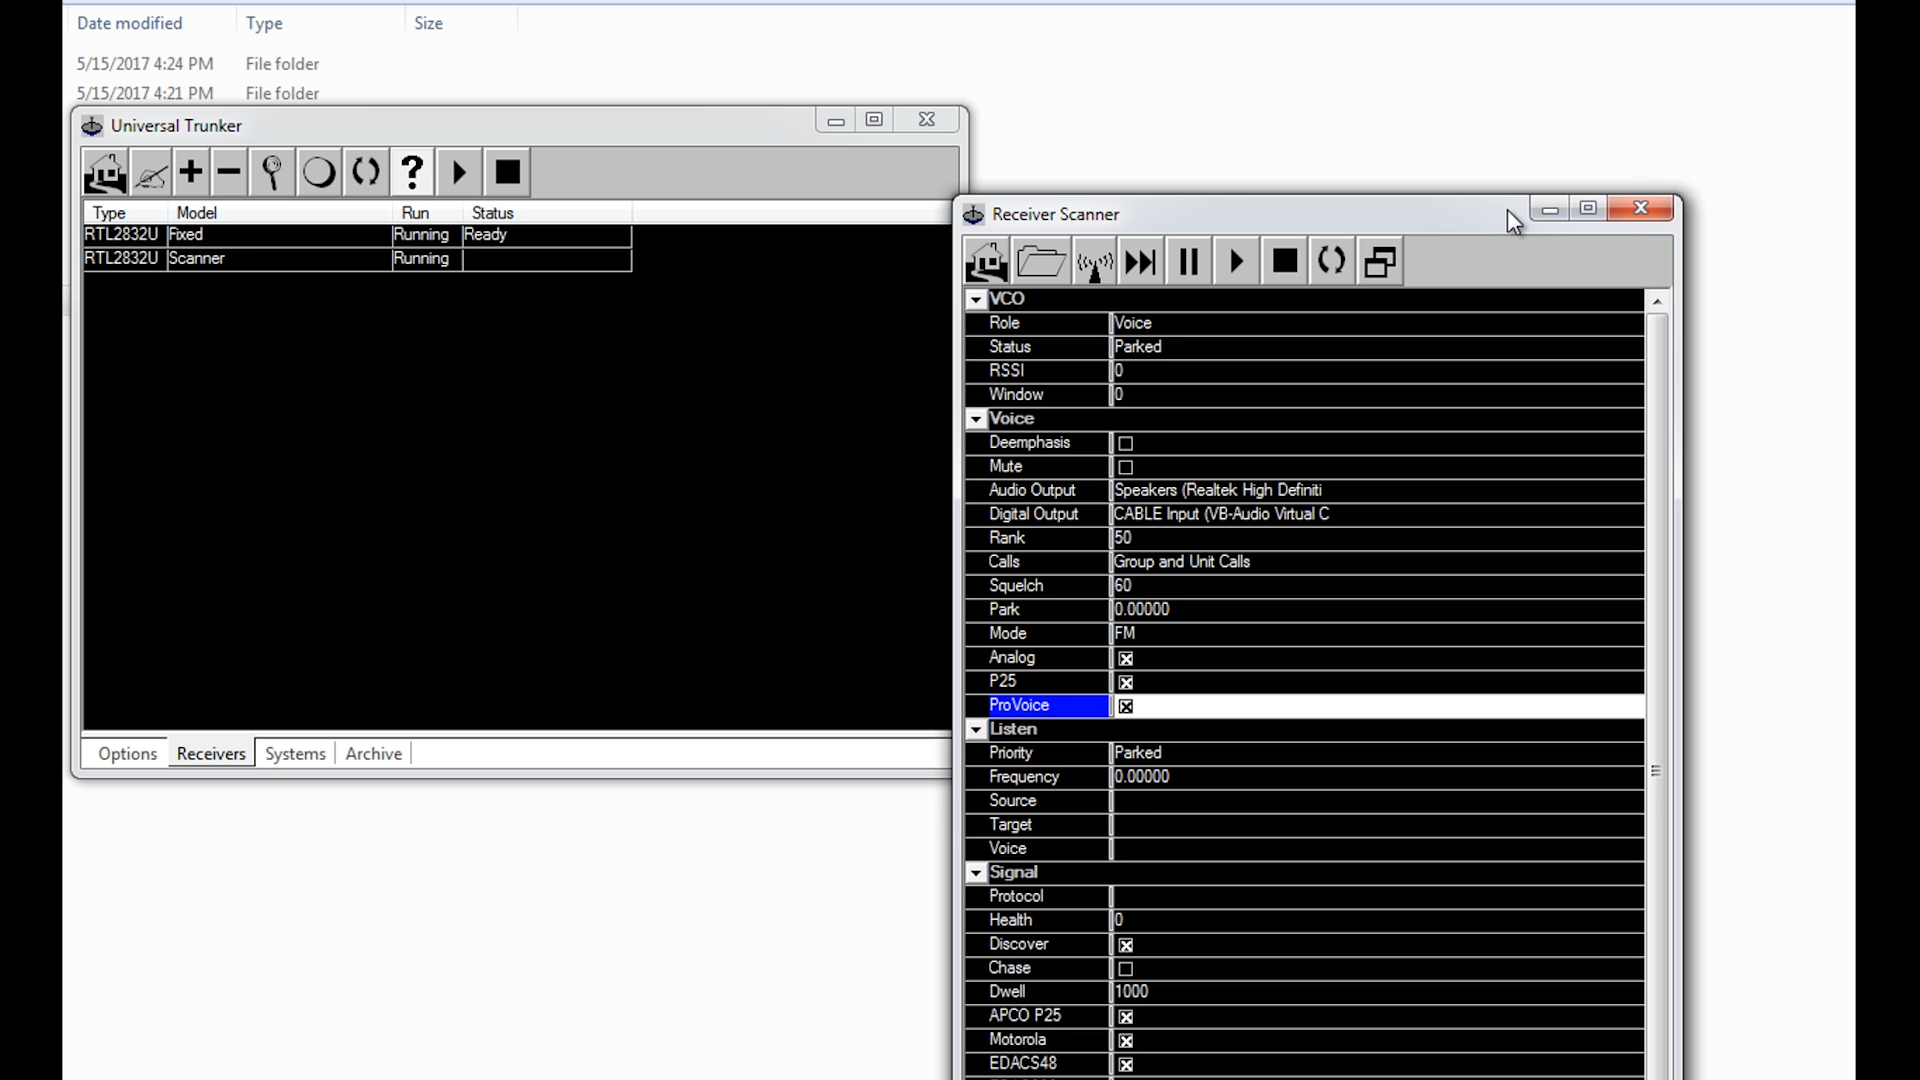 Date modified Type Size
5/15/2017 4:24 PM File folder
5/15/2017 4:21 PM File folder
Universal Trunker
Type Model Run Status
RTL2832U Fixed Running Ready
RTL2832U Scanner Running
Options Receivers Systems Archive
Receiver Scanner
VCO
Role Voice
Status Parked
RSSI 0
Window 0
Voice
Deemphasis
Mute
Audio Output Speakers (Realtek High Definiti
Digital Output CABLE Input (VB-Audio Virtual C
Rank 50
Calls Group and Unit Calls
Squelch 60
Park 0.00000
Mode FM
Analog
P25
ProVoice
Listen
Priority Parked
Frequency 0.00000
Source
Target
Voice
Signal
Protocol
Health 0
Discover
Chase
Dwell 1000
APCO P25
Motorola
EDACS48